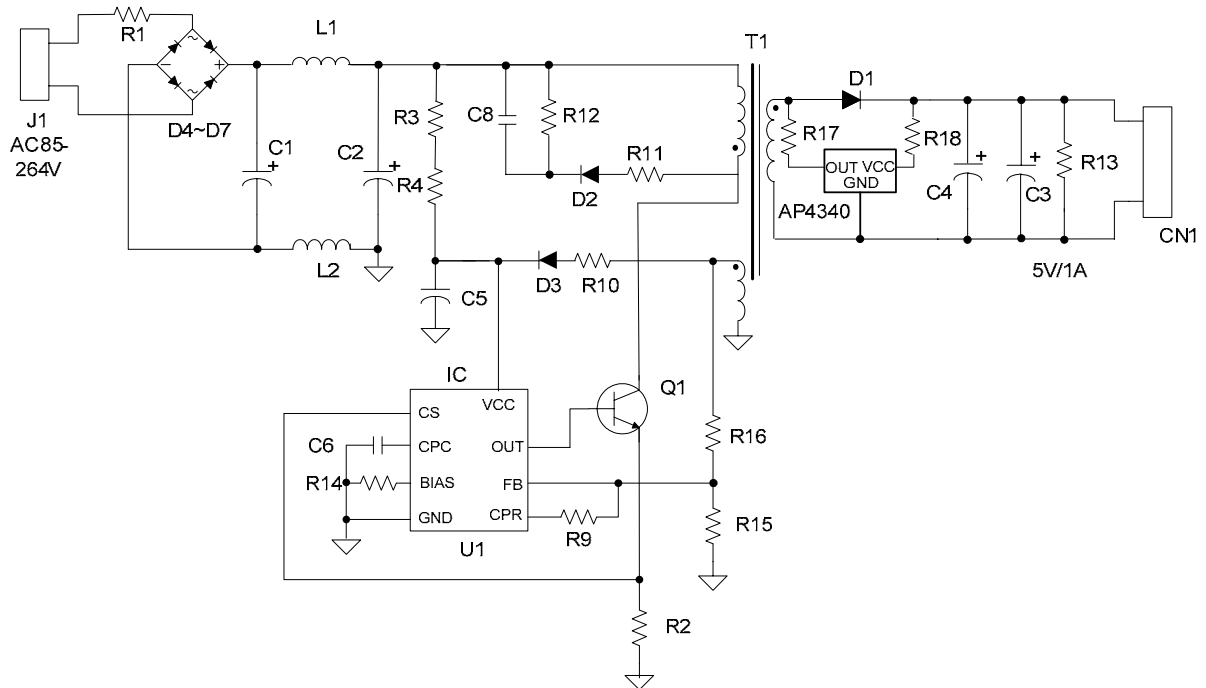 L1
T1
R1
~
D1
J1
AC85-
264V
D4~D7
-
+
~
R3
C8
R12
R17
R18
C1
+
C2
+
R4
R11
D2
OUT VCC
GND
AP4340
C4
+
C3
+
R13
CN1
L2
C5
D3
R10
5V/1A
IC
Q1
CS
VCC
C6
CPC
OUT
R16
R14
BIAS
FB
GND
CPR
R9
R15
U1
R2